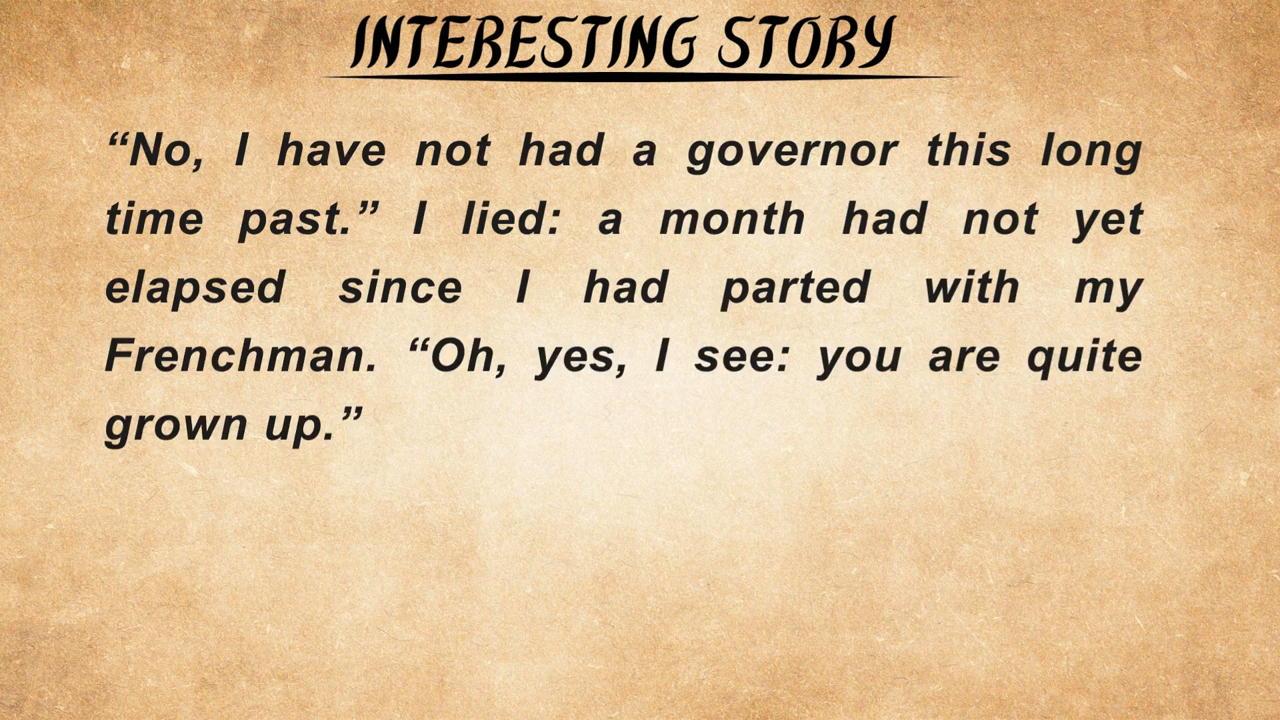 INTERESTING STORY
“No, I have not had a governor this long
time past.” I lied: a month had not yet
elapsed since I had parted with my
Frenchman. “Oh, yes, I see: you are quite
grown up.”